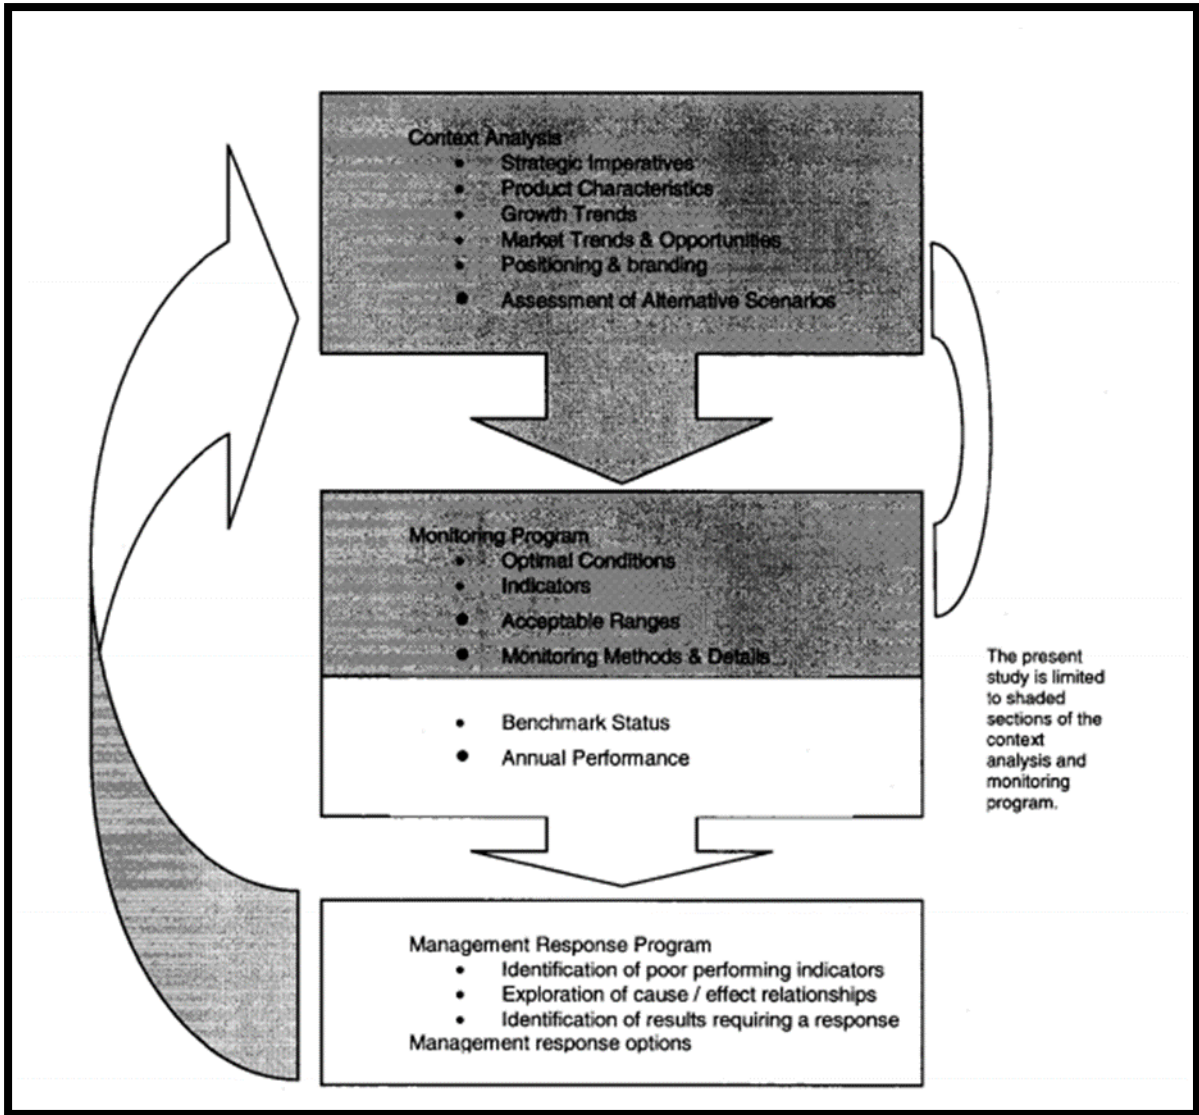 Context Analysis
• Strategic Imperatives
• Product Characteristics
• Growth Trends
• Market Trends & Opportunities
• Positioning & branding
• Assessment of Alternative Scenarios
Monitoring Program
• Optimal Conditions
• Indicators
• Acceptable Ranges
• Monitoring Methods & Details
• Benchmark Status
• Annual Performance
The present
study is limited
to shaded
sections of the
context
analysis and
monitoring
program.
Management Response Program
• Identification of poor performing indicators
• Exploration of cause / effect relationships
• Identification of results requiring a response
Management response options